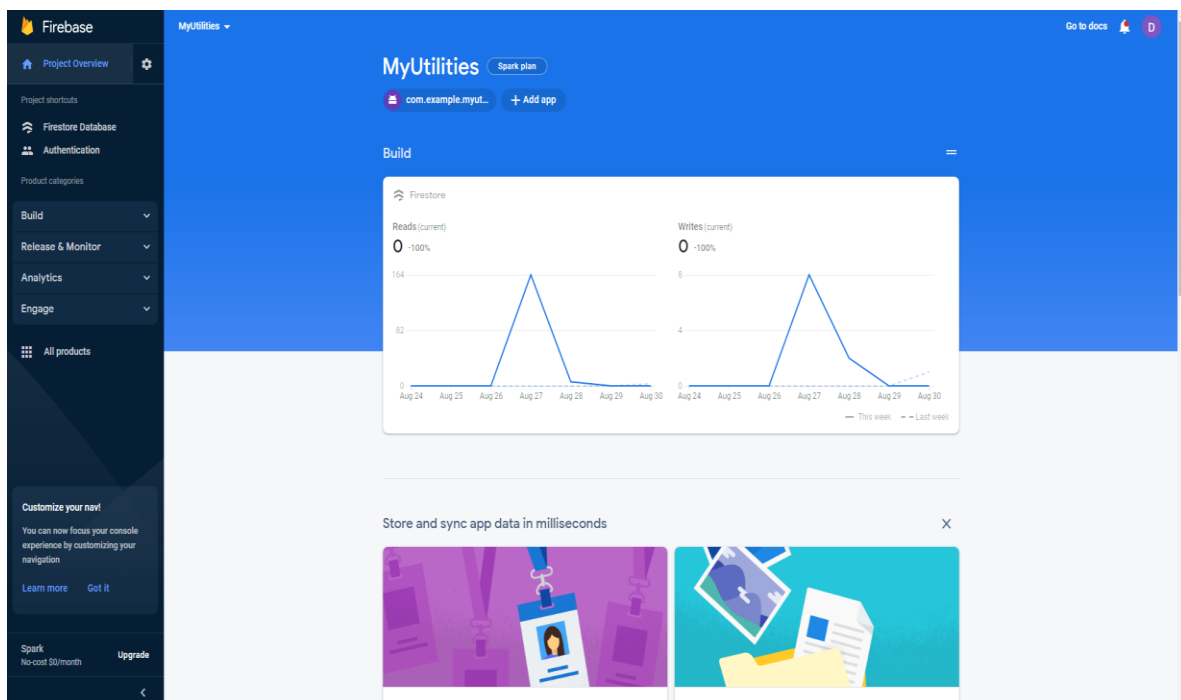 Firebase
Project Overview
Project shortcuts
Firestore Database
Authentication
Product categories
Build
Release & Monitor
Analytics
Engage
All products
Customize your nav!
You can now focus your console
experience by customizing your
navigation
Learn more Got it
Spark
No-cost $0/month
Upgrade
MyUtilities
Go to docs
D
MyUtilities Spark plan
com.example.myut... + Add app
Build
Firestore
Reads (current)
0 -100%
164
82
0
Aug 24 Aug 25 Aug 26 Aug 27 Aug 28 Aug 29 Aug 30
Writes (current)
0 -100%
8
4
0
Aug 24 Aug 25 Aug 26 Aug 27 Aug 28 Aug 29 Aug 30
This week Last week
Store and sync app data in milliseconds